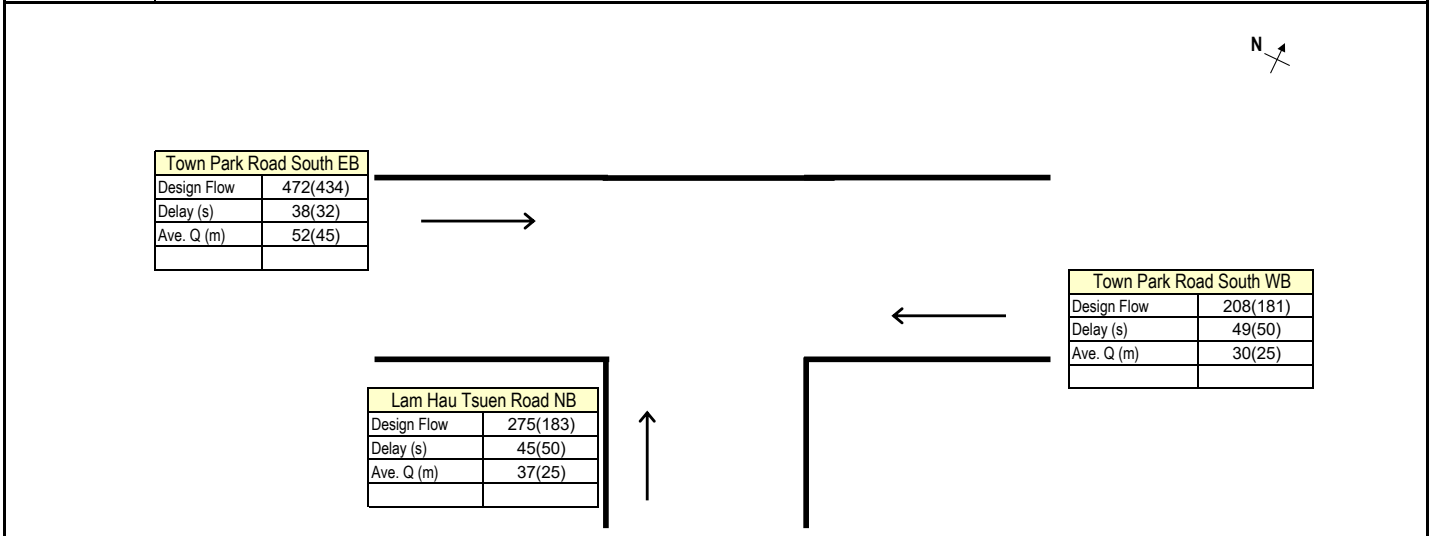 N
Town Park Road South EB
Design Flow 472(434)
Delay (s) 38(32)
Ave. Q (m) 52(45)
Town Park Road South WB
Design Flow 208(181)
Delay (s) 49(50)
Ave. Q (m) 30(25)
Lam Hau Tsuen Road NB
Design Flow 275(183)
Delay (s) 45(50)
Ave. Q (m) 37(25)